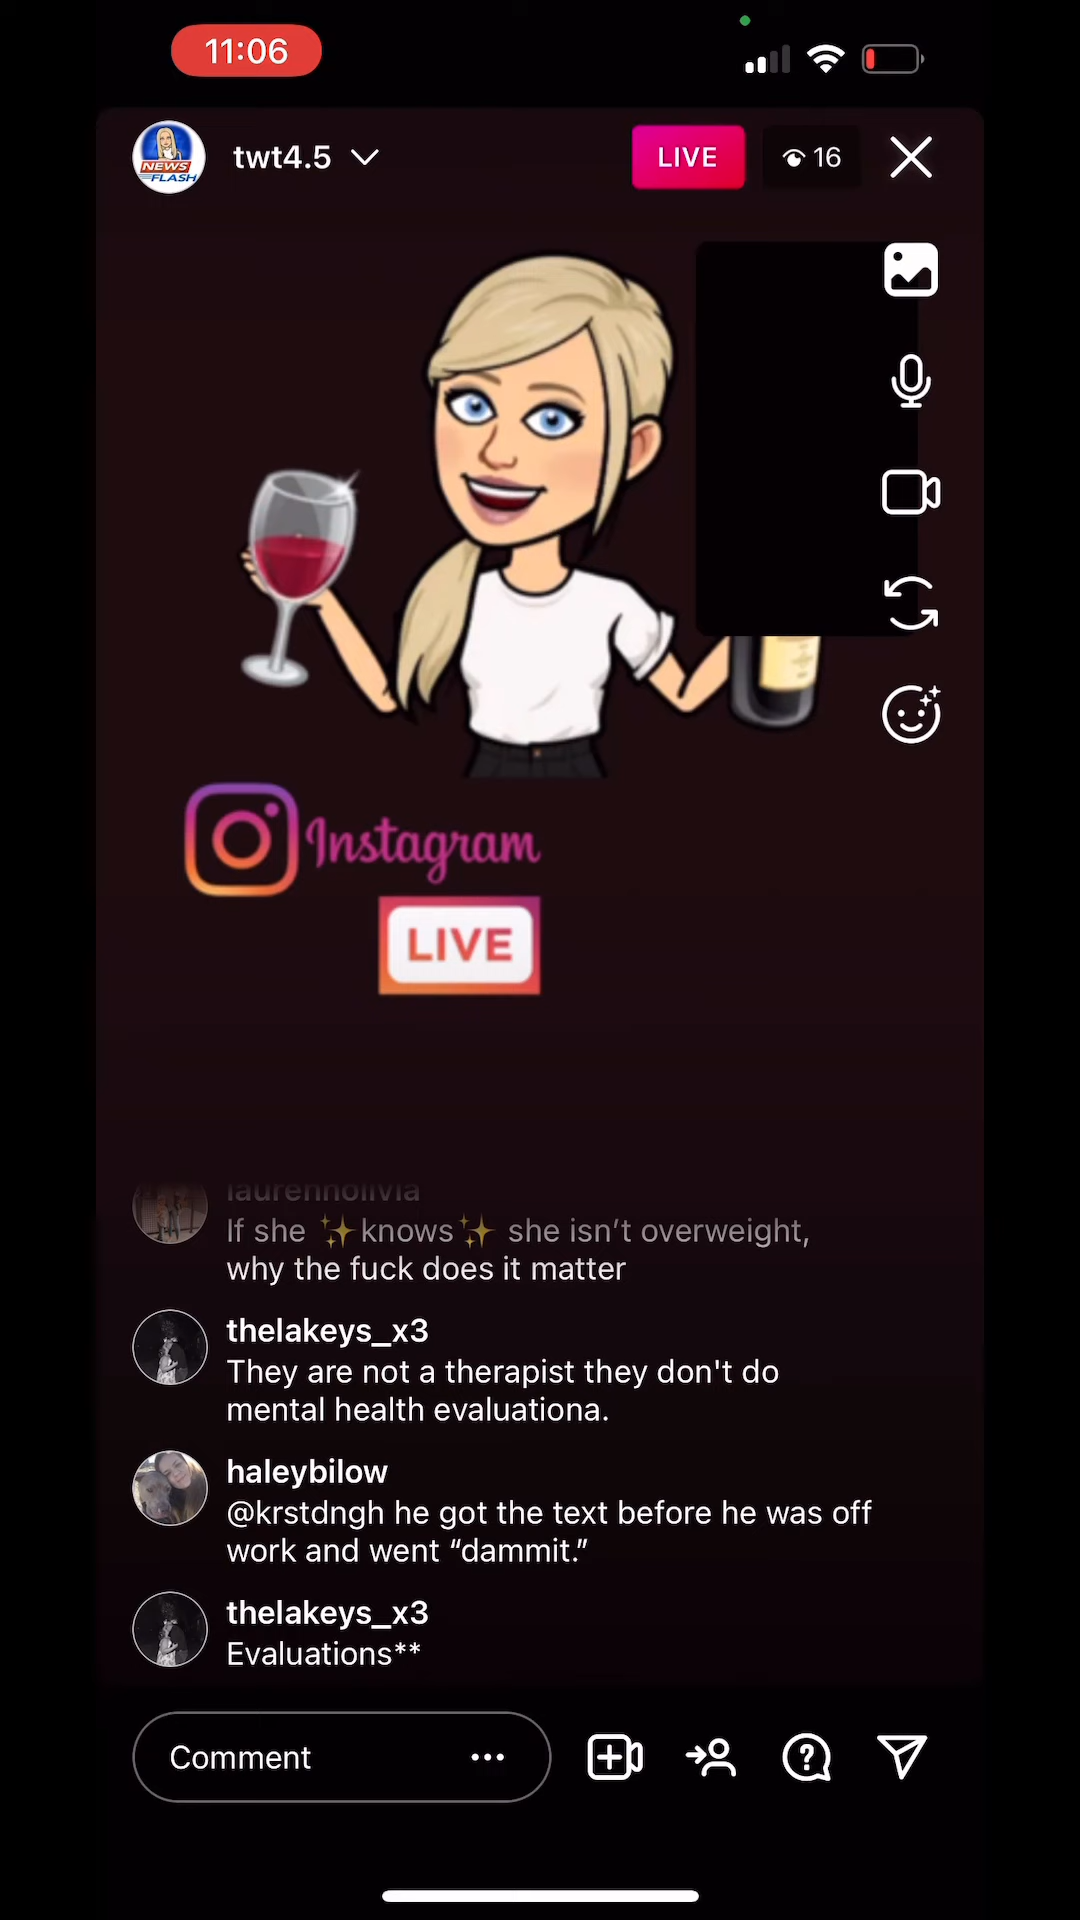 11:06
NEWS
FLASH
twt4.5
LIVE
16
Instagram
LIVE
laurennolivia
If she ✨knows✨ she isn't overweight,
why the fuck does it matter
thelakeys_x3
They are not a therapist they don't do
mental health evaluationa.
haleybilow
@krstdngh he got the text before he was off
work and went “dammit.”
thelakeys_x3
Evaluations**
Comment